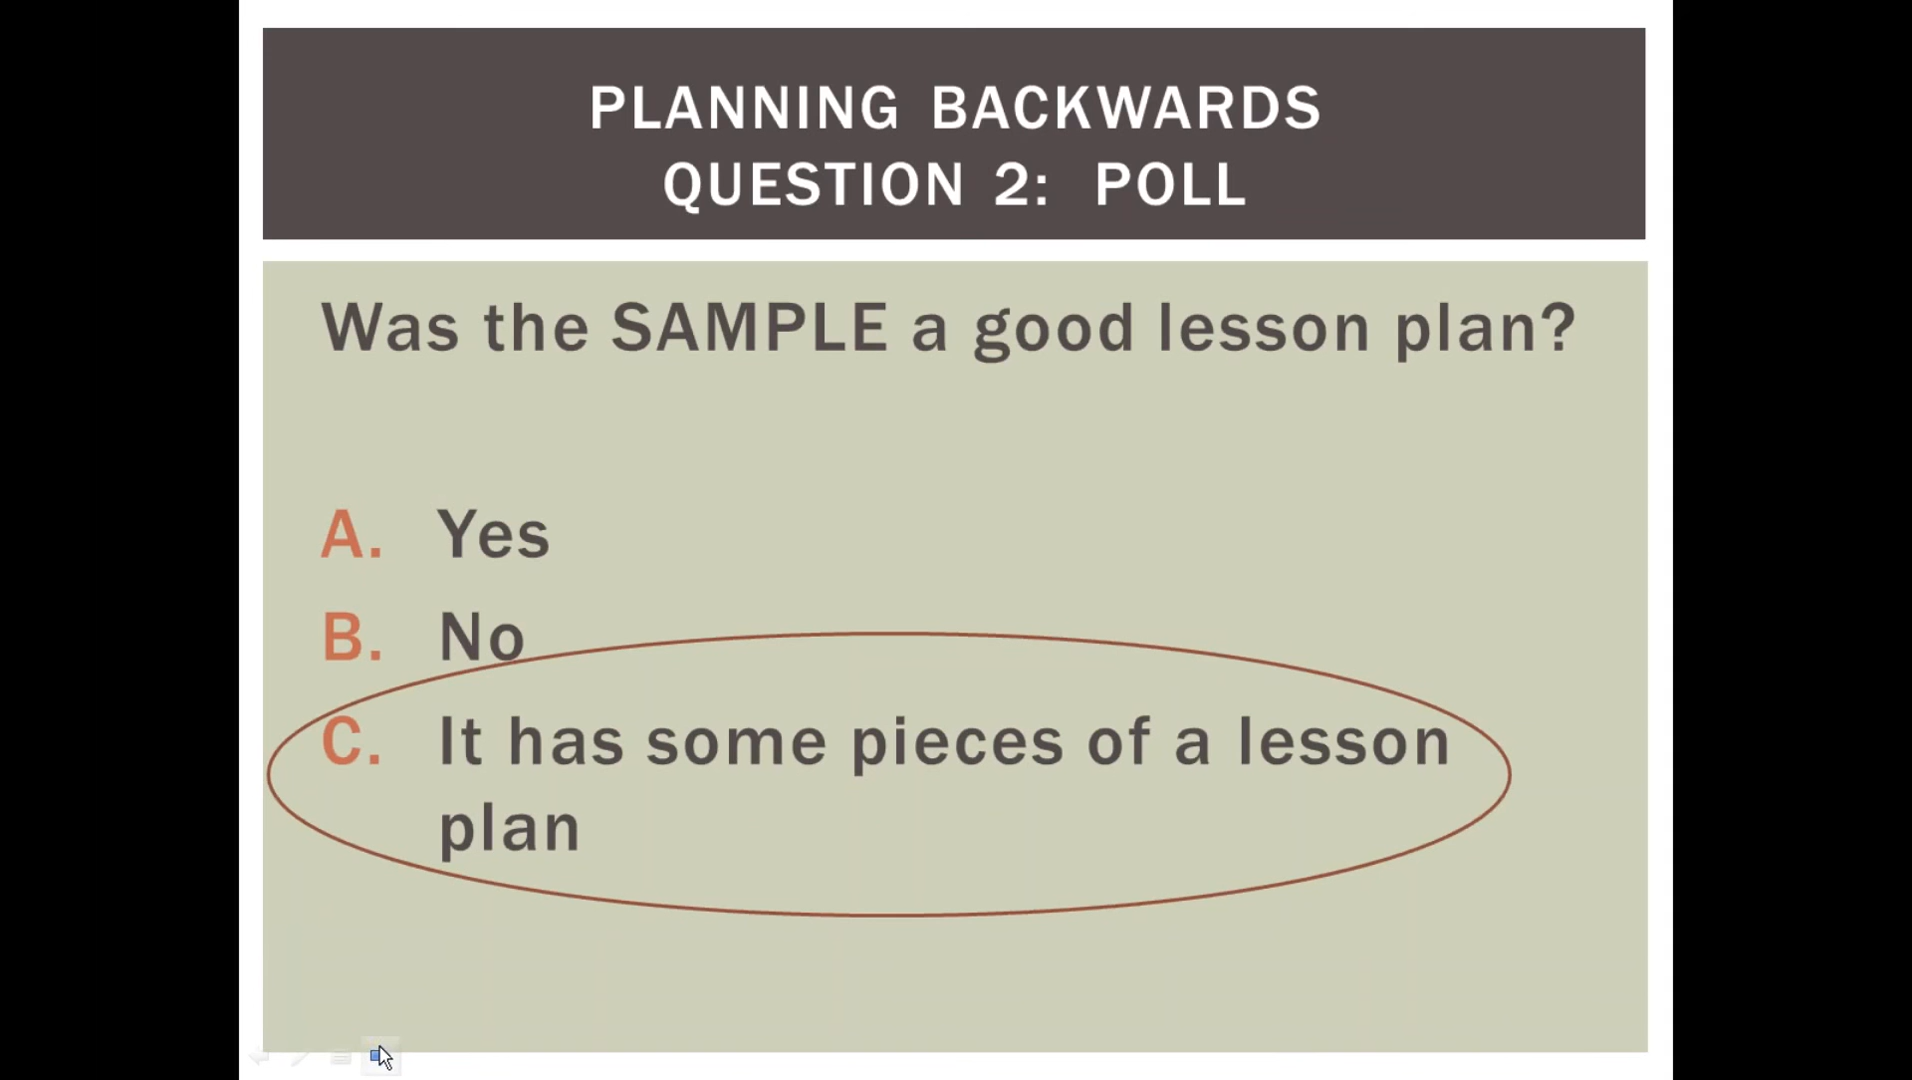 PLANNING BACKWARDS
QUESTION 2: POLL
Was the SAMPLE a good lesson plan?
A. Yes
B. No
C. It has some pieces of a lesson
plan